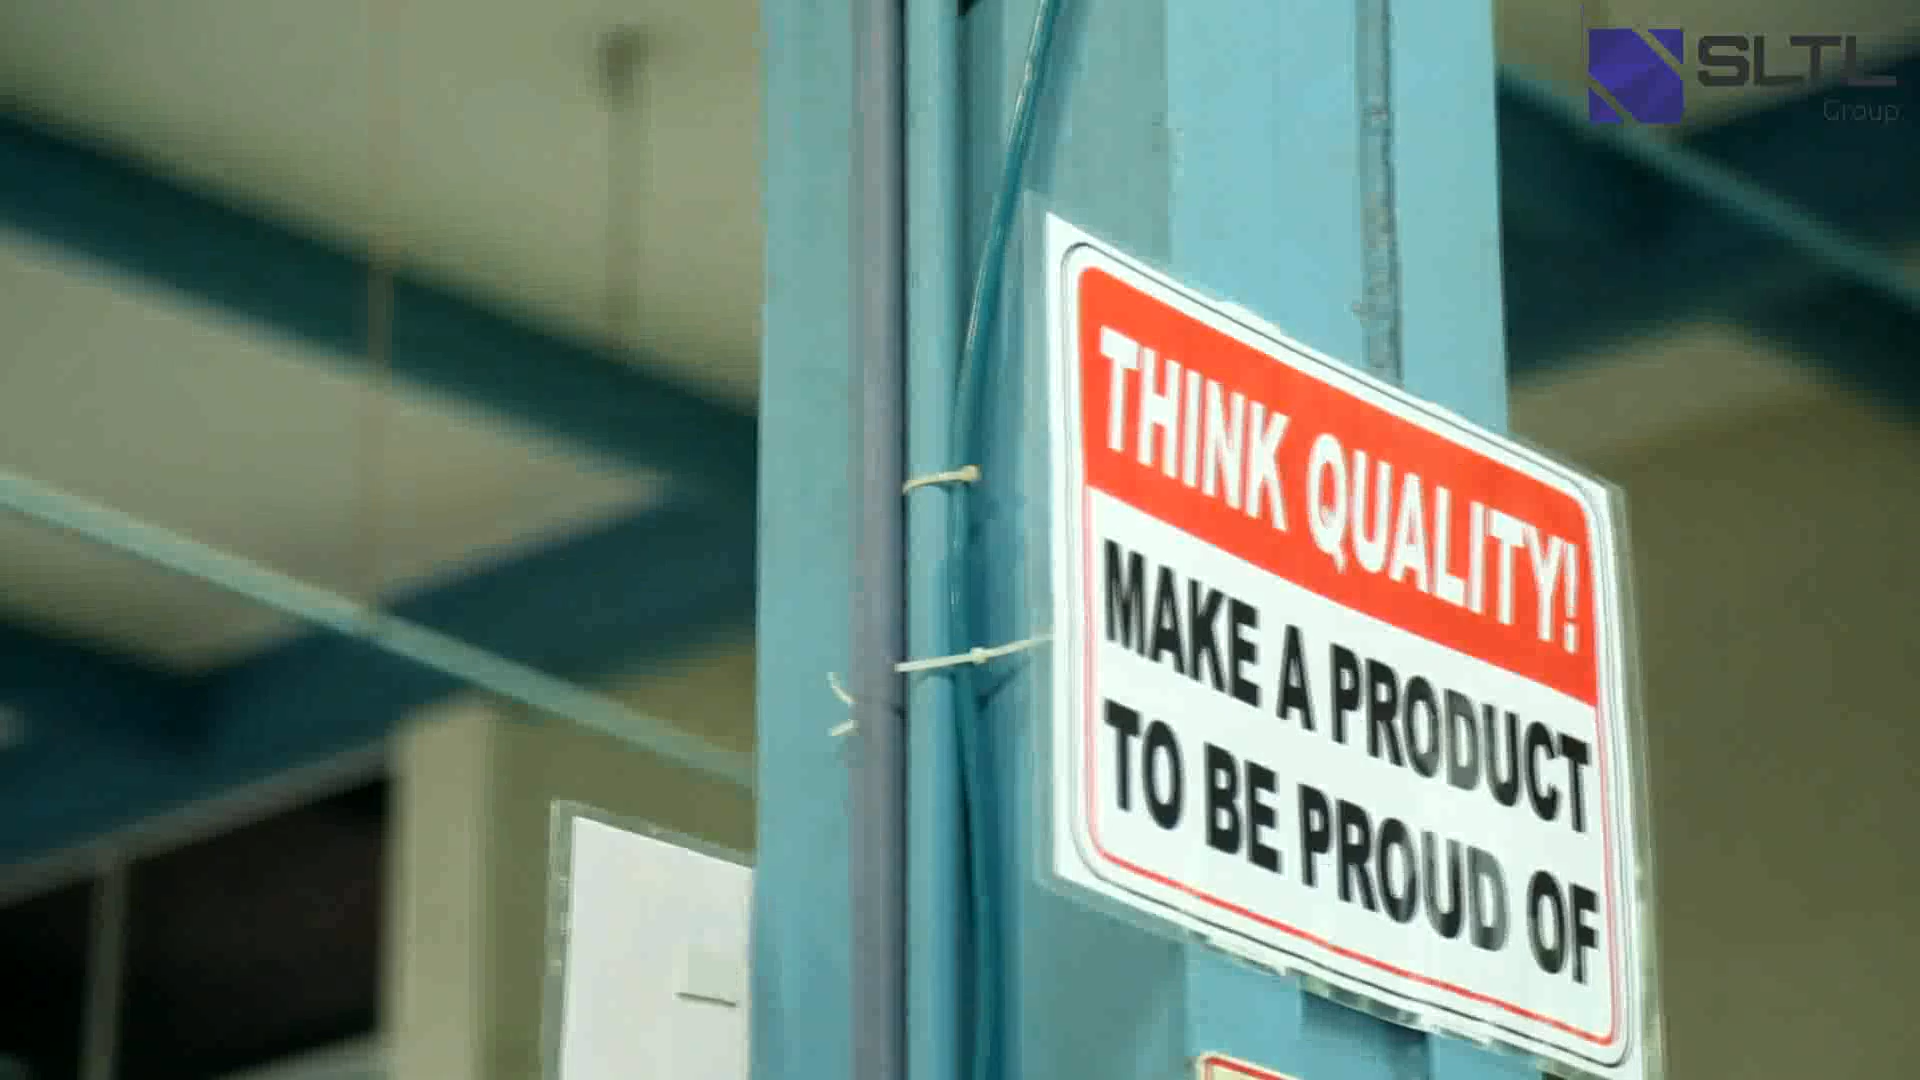 SLTL
Group
THINK QUALITY!
MAKE A PRODUCT
TO BE PROUD OF